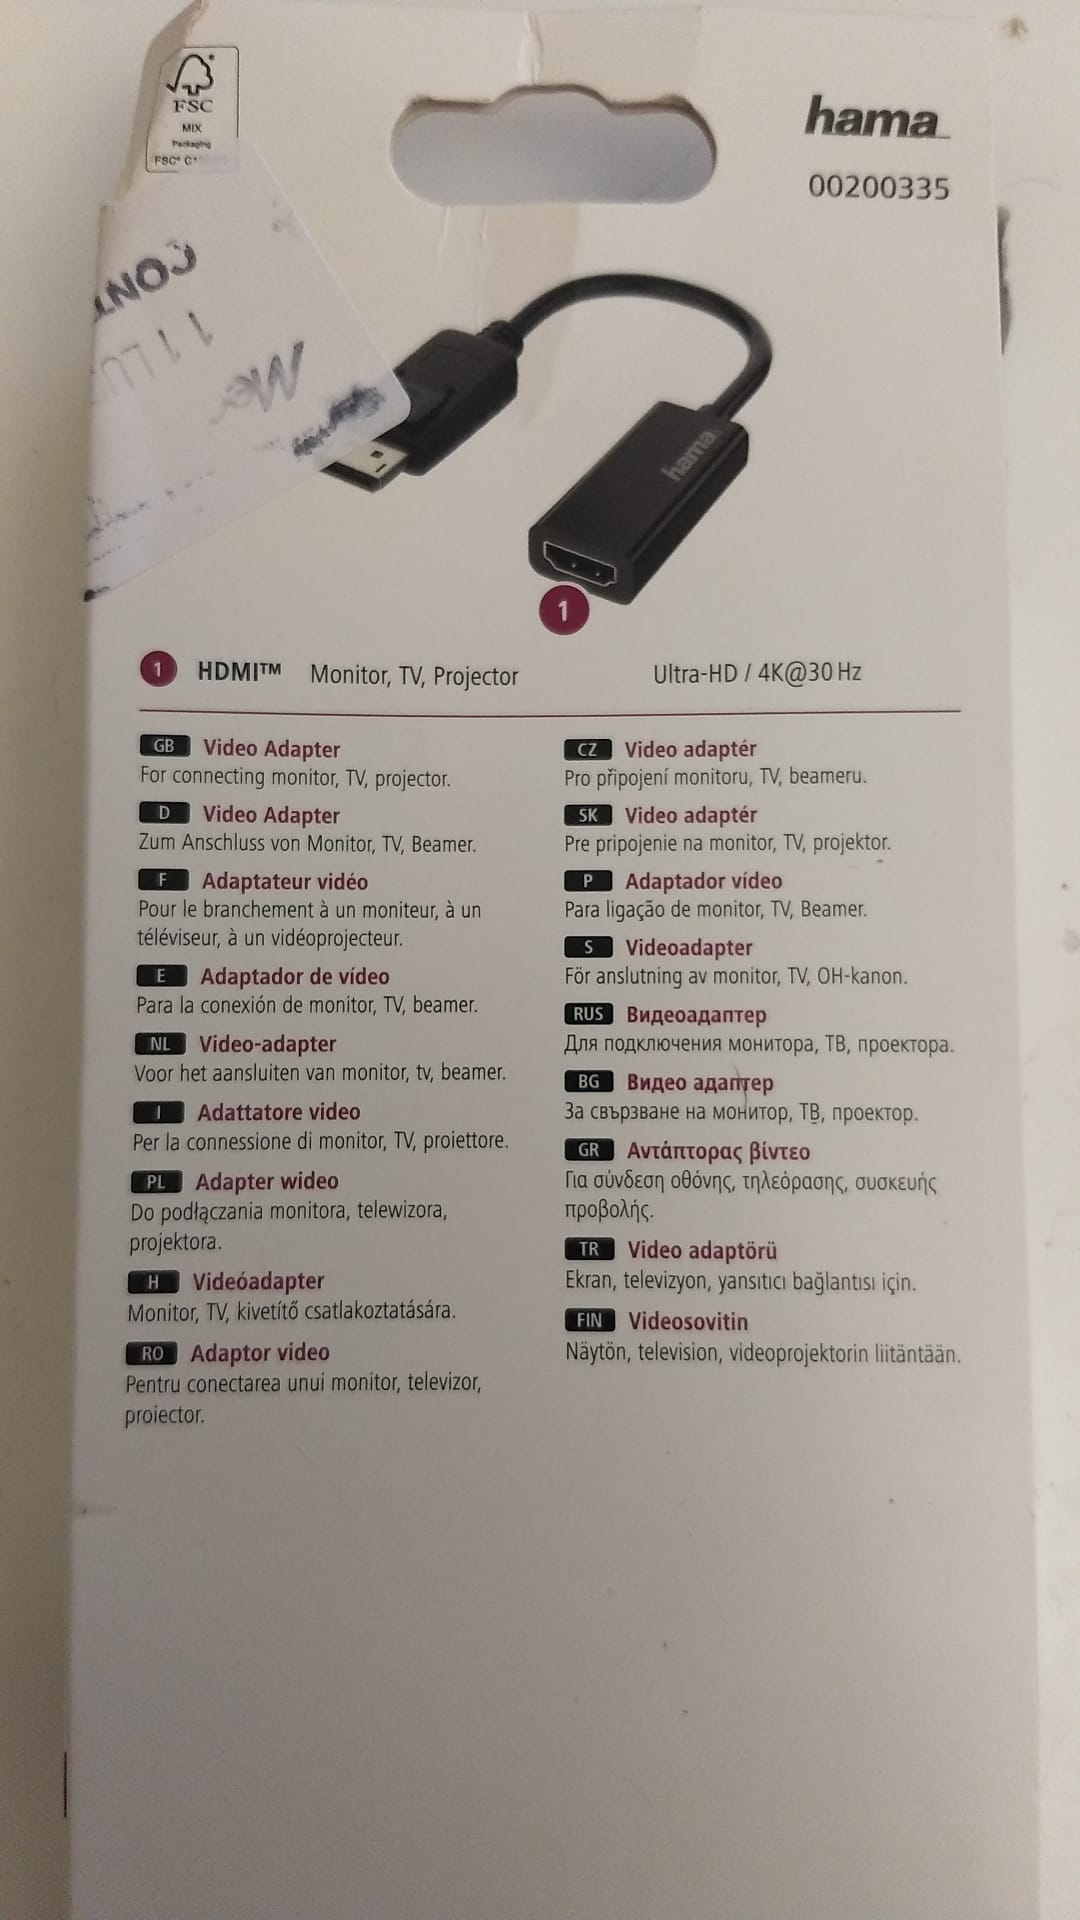 FSC
MIX
Packaging
FSC® C
hama
00200335
CONT
11
We
hama
1
1 HDMI™ Monitor, TV, Projector Ultra-HD / 4K@30 Hz
GB Video Adapter
For connecting monitor, TV, projector.
D Video Adapter
Zum Anschluss von Monitor, TV, Beamer.
F Adaptateur vidéo
Pour le branchement à un moniteur, à un
téléviseur, à un vidéoprojecteur.
E Adaptador de vídeo
Para la conexión de monitor, TV, beamer.
NL Video-adapter
Voor het aansluiten van monitor, tv, beamer.
I Adattatore video
Per la connessione di monitor, TV, proiettore.
PL Adapter wideo
Do podłączania monitora, telewizora,
projektora.
H Videóadapter
Monitor, TV, kivetítő csatlakoztatására.
RO Adaptor video
Pentru conectarea unui monitor, televizor,
proiector.
CZ Video adaptér
Pro připojení monitoru, TV, beameru.
SK Video adaptér
Pre pripojenie na monitor, TV, projektor.
P Adaptador vídeo
Para ligação de monitor, TV, Beamer.
S Videoadapter
För anslutning av monitor, TV, OH-kanon.
RUS Видеоадаптер
Для подключения монитора, ТВ, проектора.
BG Видео адаптер
За свързване на монитор, ТВ, проектор.
GR Αντάπτορας βίντεο
Για σύνδεση οθόνης, τηλεόρασης, συσκευής
προβολής.
TR Video adaptörü
Ekran, televizyon, yansıtıcı bağlantısı için.
FIN Videosovitin
Näytön, television, videoprojektorin liitäntään.